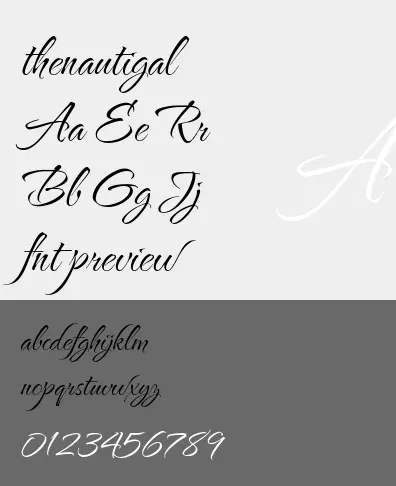 thenautigal
Aa Ee Rr
A
Bb Gg Jj
fnt preview
abcdefghijklm
nopqrstuvwxyz
0123456789